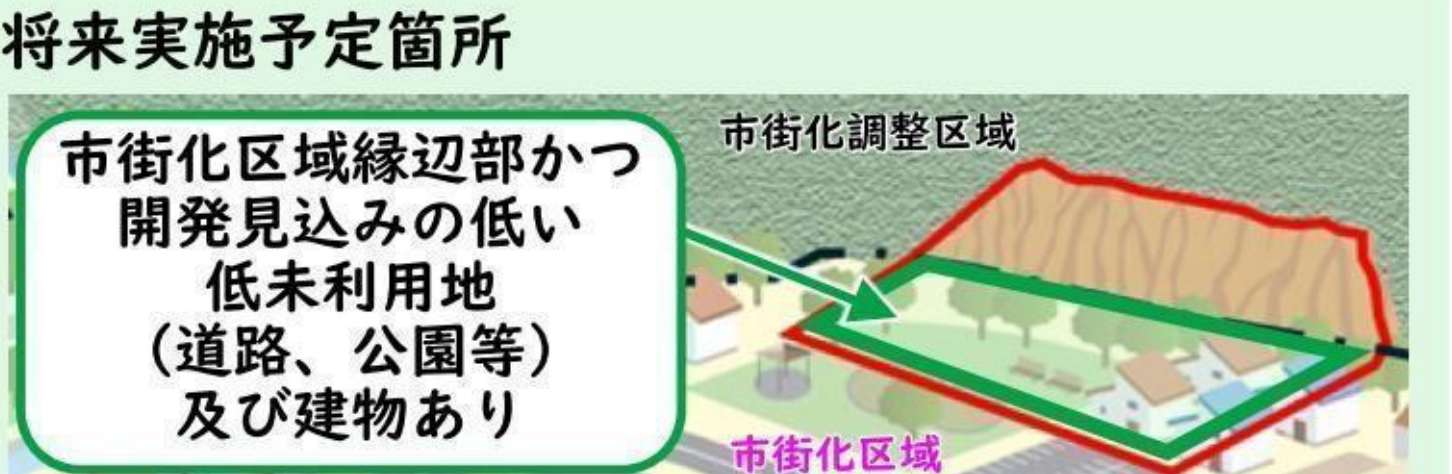 将来実施予定箇所
市街化区域縁辺部かつ
開発見込みの低い
低未利用地
（道路、公園等）
及び建物あり
市街化調整区域
市街化区域